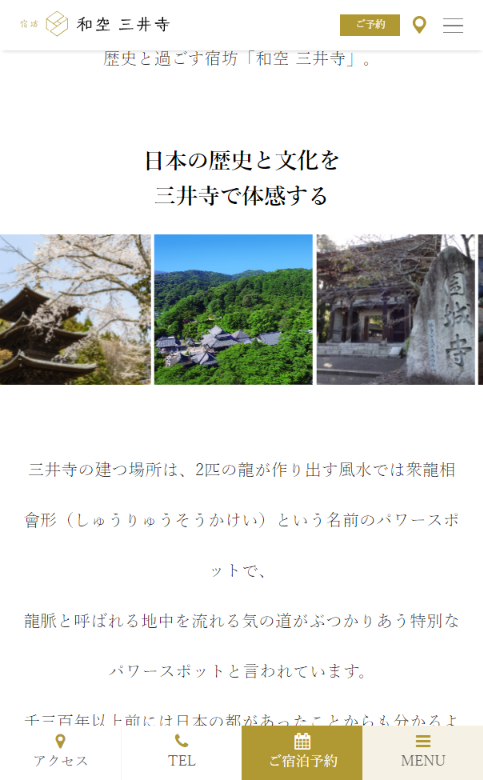 宿坊
和空 三井寺
ご予約
歴史と過ごす宿坊「和空 三井寺」。
日本の歴史と文化を
三井寺で体感する
園城寺
三井寺の建つ場所は、2匹の龍が作り出す風水では衆龍相
會形（しゅうりゅうそうかけい）という名前のパワースポ
ットで、
龍脈と呼ばれる地中を流れる気の道がぶつかりあう特別な
パワースポットと言われています。
千三百年以上前には日本の都があったことからも分かるよ
アクセス
TEL
ご宿泊予約
MENU